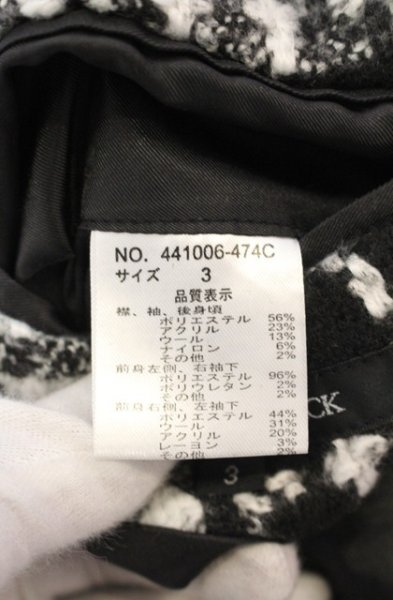 NO. 441006-474C
サイズ 3
品質表示
襟、袖、後身頃
ポリエステル 56%
アクリル 23%
ウール 13%
ナイロン 6%
その他 2%
前身左側、右袖下
ポリエステル 96%
ポリウレタン 2%
その他 2%
前身右側、左袖下
ポリエステル 44%
ウール 31%
アクリル 20%
レーヨン 3%
その他 2%
CK
3